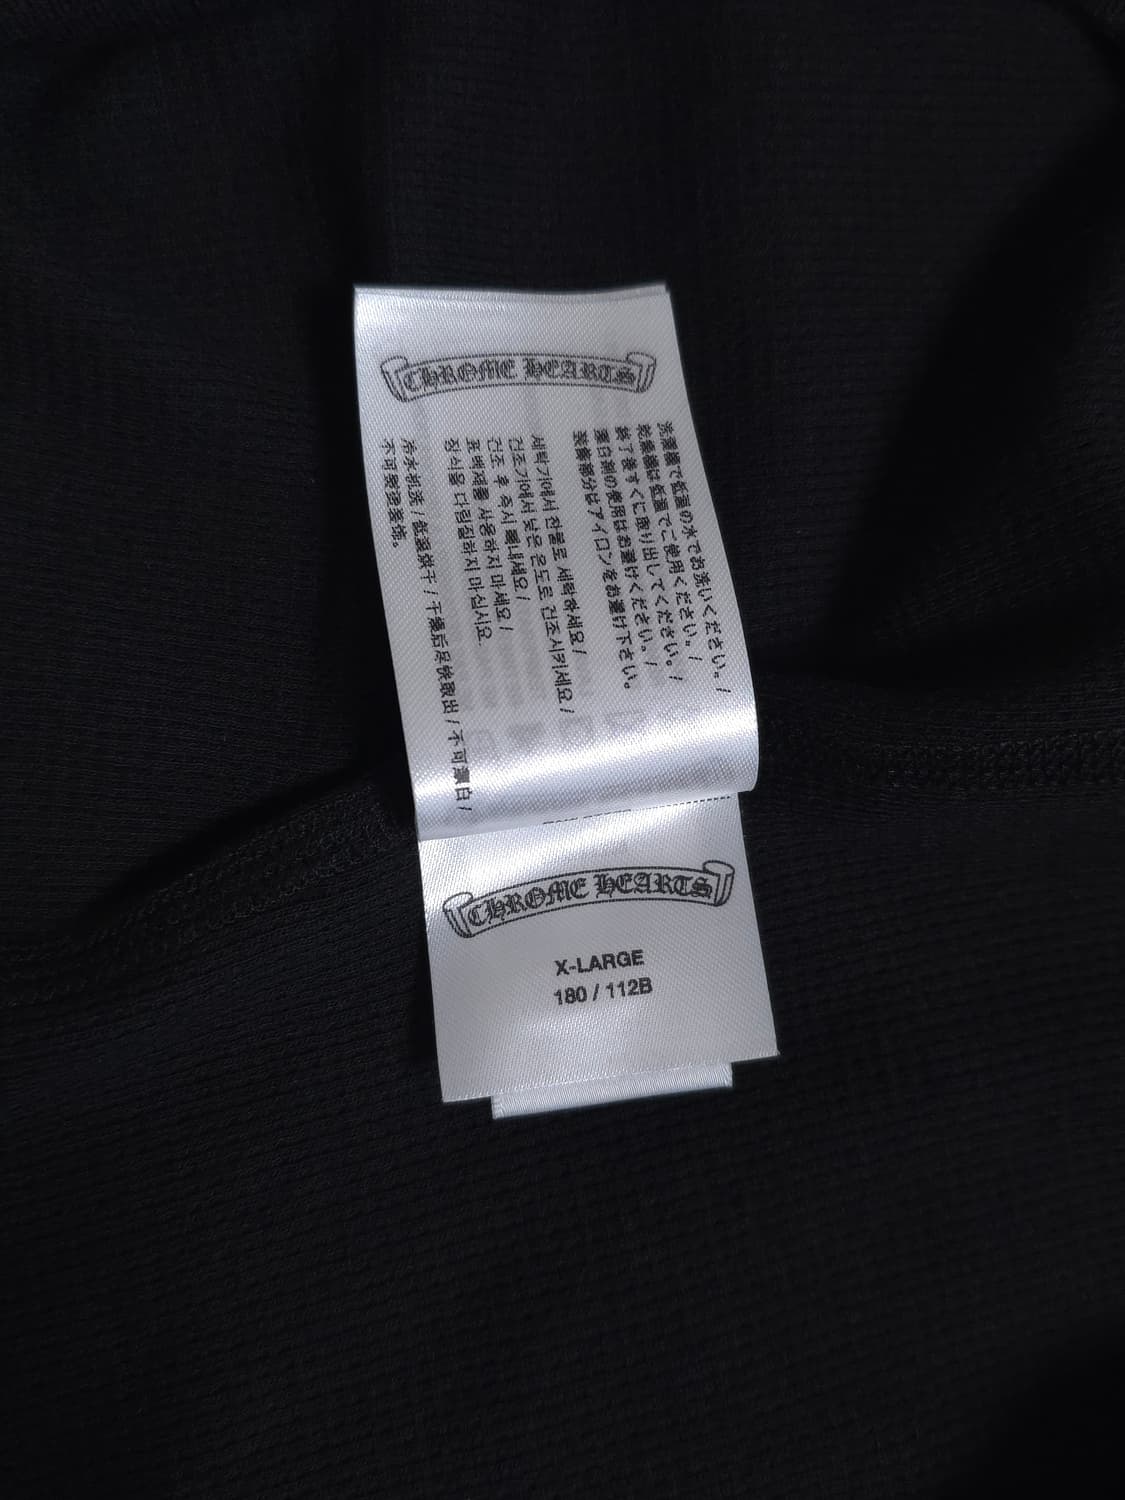 CHROME HEARTS
洗濯機で低温の水でお洗いください。/
乾燥機は低温でご使用ください。/
終了後すぐに取り出してください。/
漂白剤の使用はお避けください。/
装飾部分はアイロンをお避け下さい。
세탁기에서 찬물로 세탁하세요 /
건조기에서 낮은 온도로 건조시키세요 /
건조 후 즉시 빼내세요 /
표백제를 사용하지 마세요 /
장식을 다림질하지 마십시요.
冷水机洗 / 低温烘干 / 干燥后尽快取出 / 不可漂白 /
不可熨烫装饰。
CHROME HEARTS
X-LARGE
180 / 112B